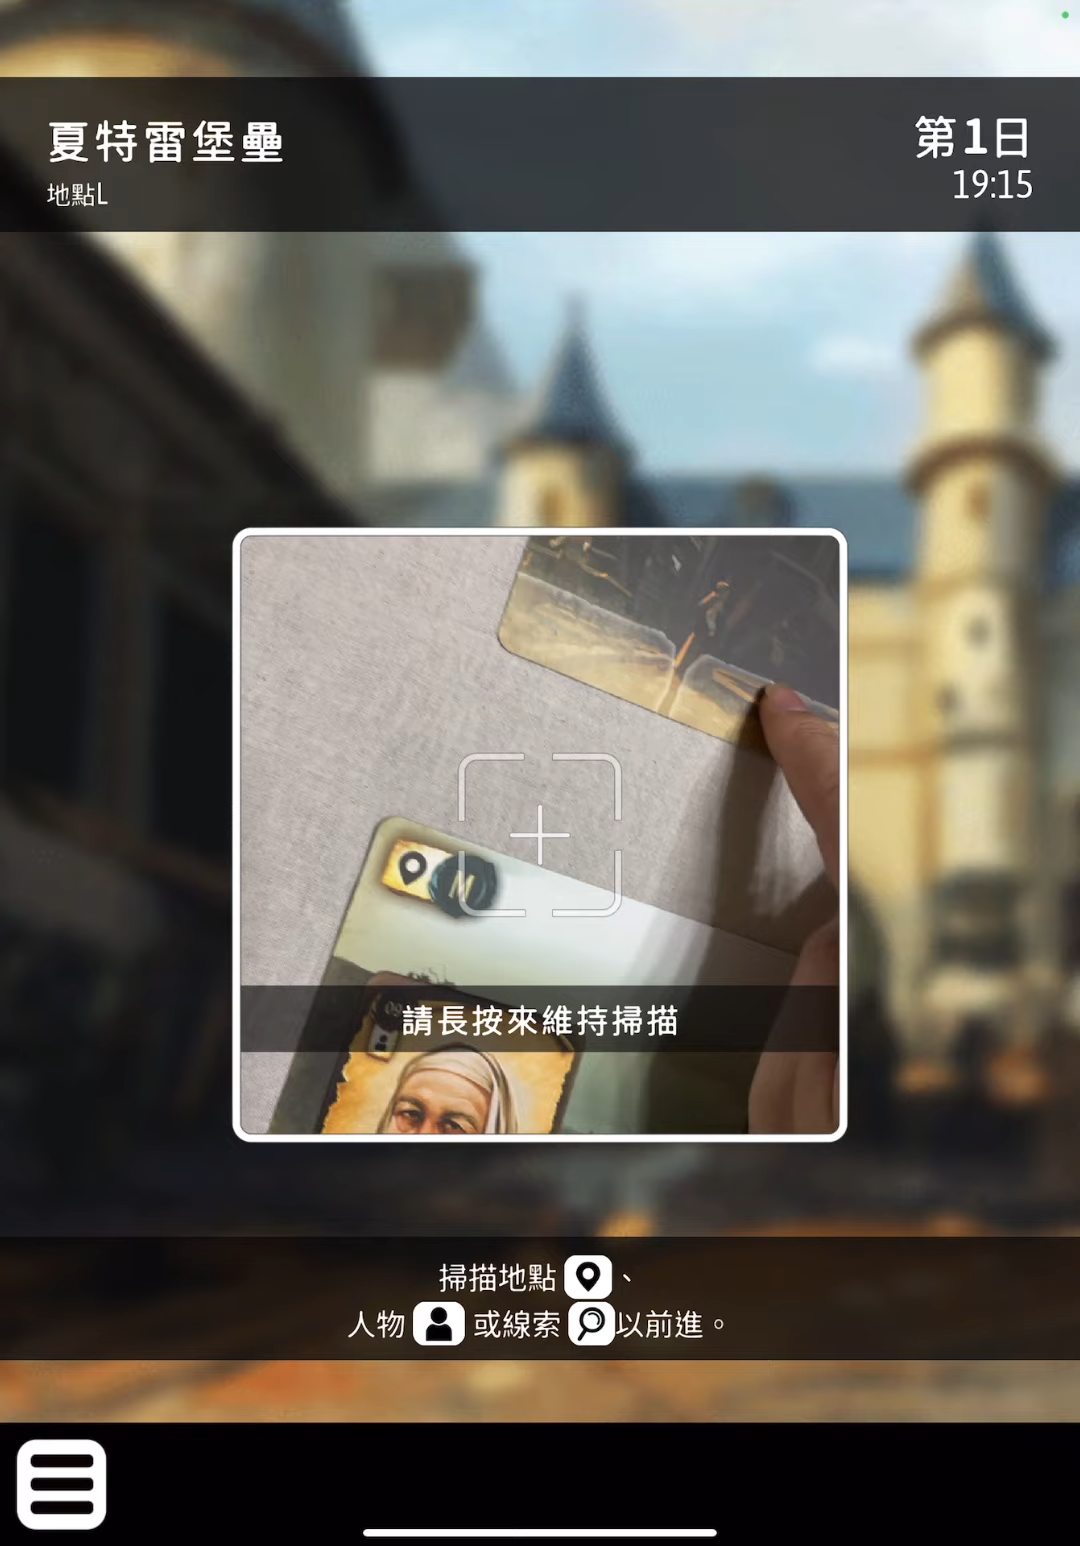 夏特雷堡壘
地點L
第1日
19:15
M
請長按來維持掃描
掃描地點、
人物 或線索 以前進。